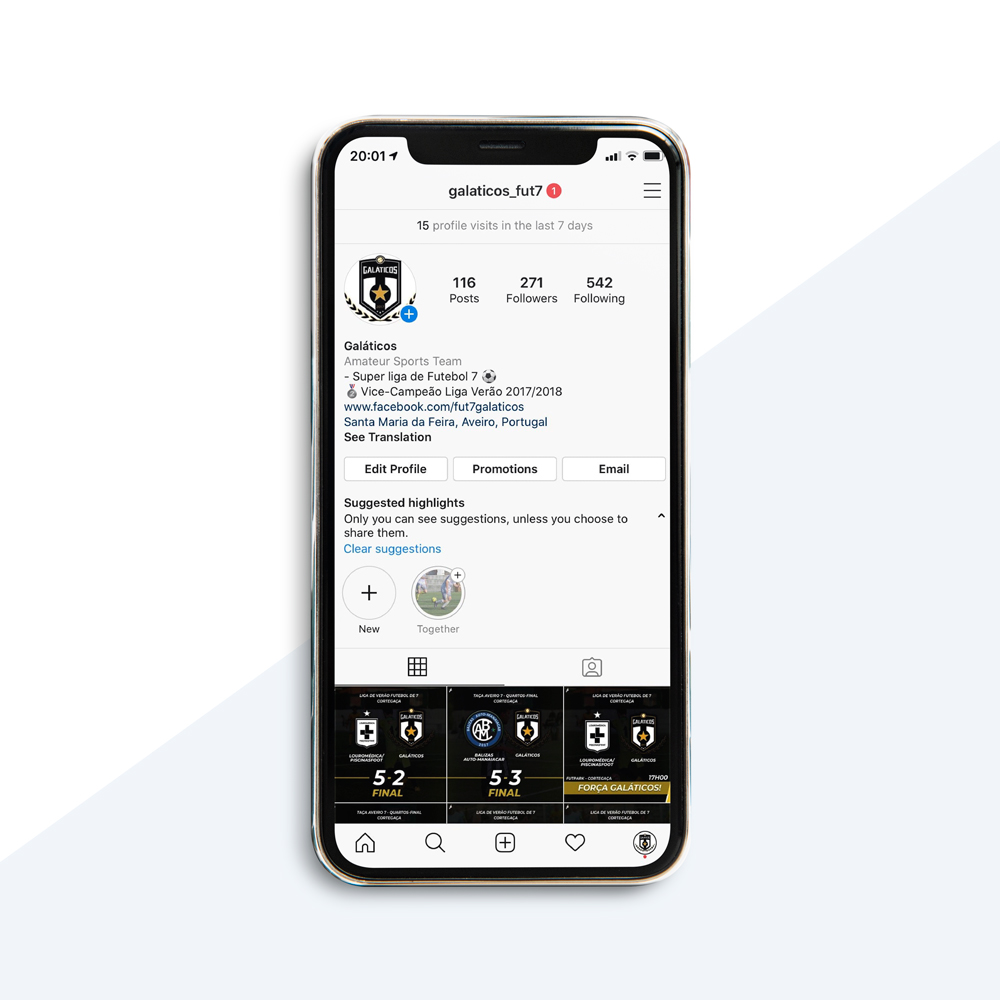 20:01
galaticos_fut7 1
15 profile visits in the last 7 days
GALATICOS
116 271 542
Posts Followers Following
Galáticos
Amateur Sports Team
- Super liga de Futebol 7 ⚽
🥈 Vice-Campeão Liga Verão 2017/2018
www.facebook.com/fut7galaticos
Santa Maria da Feira, Aveiro, Portugal
See Translation
Edit Profile Promotions Email
Suggested highlights
Only you can see suggestions, unless you choose to
share them.
Clear suggestions
New Together
LIGA DE VERÃO FUTEBOL DE 7
CORTEGAÇA
GALATICOS
LOUROMÉDICA/
PISCINASFOOT
GALÁTICOS
5-2
FINAL
TAÇA AVEIRO 7 - QUARTOS-FINAL
CORTEGAÇA
GALATICOS
BALIZAS
AUTO-MANAIACAR
GALÁTICOS
5-3
FINAL
LIGA DE VERÃO FUTEBOL DE 7
CORTEGAÇA
GALATICOS
LOUROMÉDICA/
PISCINASFOOT
GALÁTICOS
FUTPARK - CORTEGAÇA 17H00
FORÇA GALÁTICOS!
TAÇA AVEIRO 7 - QUARTOS-FINAL
CORTEGAÇA
LIGA DE VERÃO FUTEBOL DE 7
CORTEGAÇA
LIGA DE VERÃO FUTEBOL DE 7
CORTEGAÇA